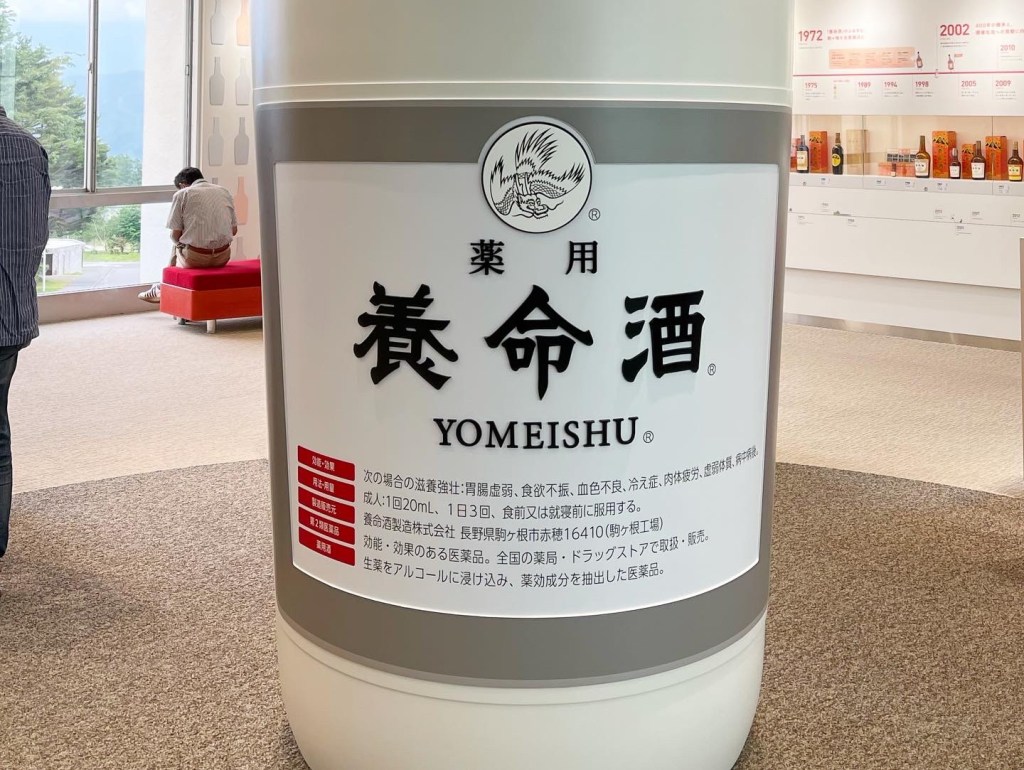 薬用
養命酒®
YOMEISHU®
®
効能・効果
次の場合の滋養強壮:胃腸虚弱、食欲不振、血色不良、冷え症、肉体疲労、虚弱体質、病中病後。
用法・用量
成人:1回20mL、1日3回、食前又は就寝前に服用する。
製造販売元
養命酒製造株式会社 長野県駒ヶ根市赤穂16410(駒ヶ根工場)
第2類医薬品
効能・効果のある医薬品。全国の薬局・ドラッグストアで取扱・販売。
薬用酒
生薬をアルコールに浸け込み、薬効成分を抽出した医薬品。
1972
2002
2010
1975
1989
1994
1998
2005
2009